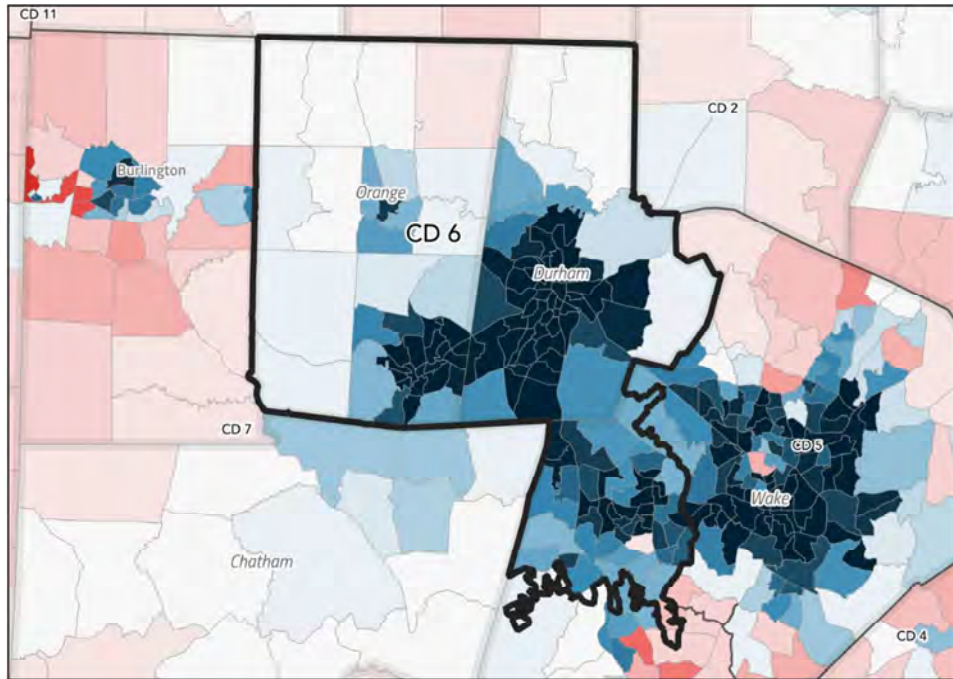 CD 11
CD 2
Burlington
Orange
CD 6
Durham
CD 7
CD 5
Wake
Chatham
CD 4